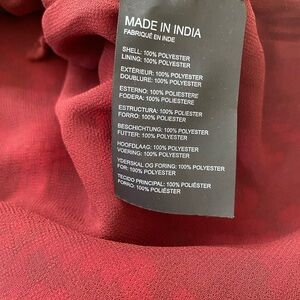 MADE IN INDIA
FABRIQUÉ EN INDE
SHELL: 100% POLYESTER
LINING: 100% POLYESTER
EXTÉRIEUR: 100% POLYESTER
DOUBLURE: 100% POLYESTER
ESTERNO: 100% POLIESTERE
FODERA: 100% POLIESTERE
ESTRUCTURA: 100% POLIÉSTER
FORRO: 100% POLIÉSTER
BESCHICHTUNG: 100% POLYESTER
FUTTER: 100% POLYESTER
HOOFDLAAG: 100% POLYESTER
VOERING: 100% POLYESTER
YDERSKAL OG FORING: 100% POLYESTER
FOR: 100% POLYESTER
TECIDO PRINCIPAL: 100% POLIÉSTER
FORRO: 100% POLIÉSTER